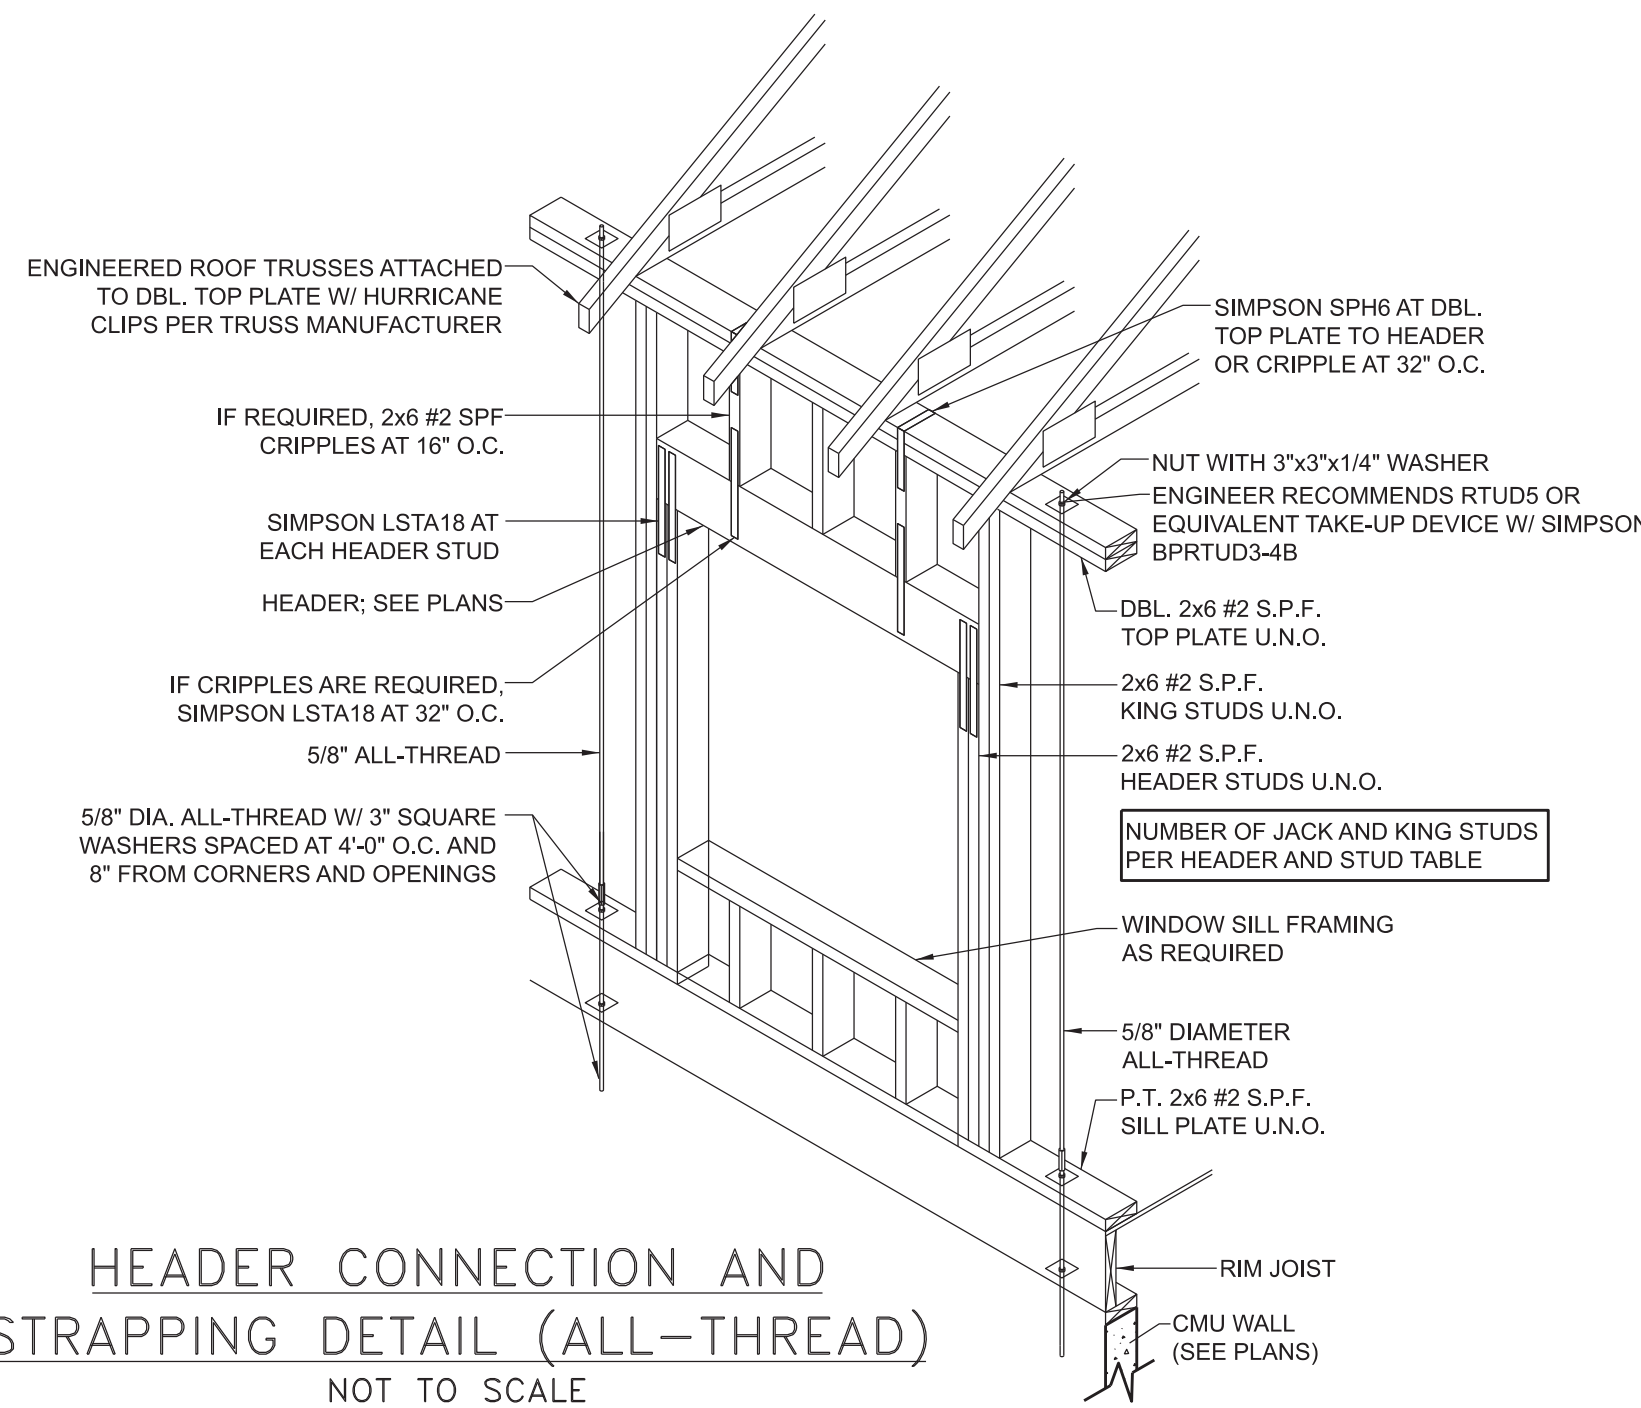 ENGINEERED ROOF TRUSSES ATTACHED
TO DBL. TOP PLATE W/ HURRICANE
CLIPS PER TRUSS MANUFACTURER
IF REQUIRED, 2x6 #2 SPF
CRIPPLES AT 16" O.C.
SIMPSON LSTA18 AT
EACH HEADER STUD
HEADER; SEE PLANS
IF CRIPPLES ARE REQUIRED,
SIMPSON LSTA18 AT 32" O.C.
5/8" ALL-THREAD
5/8" DIA. ALL-THREAD W/ 3" SQUARE
WASHERS SPACED AT 4'-0" O.C. AND
8" FROM CORNERS AND OPENINGS
SIMPSON SPH6 AT DBL.
TOP PLATE TO HEADER
OR CRIPPLE AT 32" O.C.
NUT WITH 3"x3"x1/4" WASHER
ENGINEER RECOMMENDS RTUD5 OR
EQUIVALENT TAKE-UP DEVICE W/ SIMPSON
BPRTUD3-4B
DBL. 2x6 #2 S.P.F.
TOP PLATE U.N.O.
2x6 #2 S.P.F.
KING STUDS U.N.O.
2x6 #2 S.P.F.
HEADER STUDS U.N.O.
NUMBER OF JACK AND KING STUDS
PER HEADER AND STUD TABLE
WINDOW SILL FRAMING
AS REQUIRED
5/8" DIAMETER
ALL-THREAD
P.T. 2x6 #2 S.P.F.
SILL PLATE U.N.O.
RIM JOIST
CMU WALL
(SEE PLANS)
HEADER CONNECTION AND
STRAPPING DETAIL (ALL-THREAD)
NOT TO SCALE